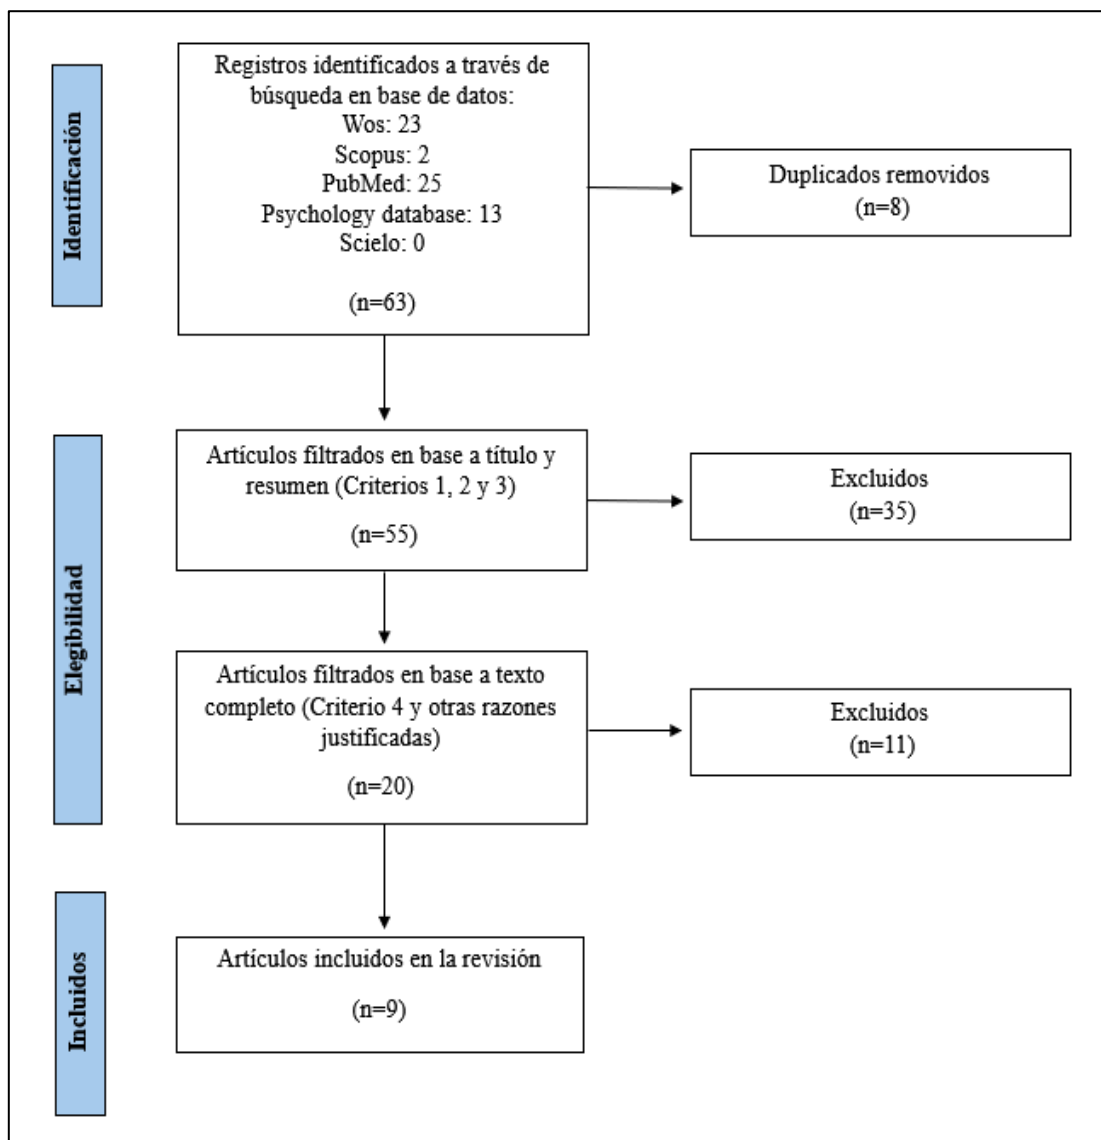 Identificación
Registros identificados a través de
búsqueda en base de datos:
Wos: 23
Scopus: 2
PubMed: 25
Psychology database: 13
Scielo: 0
(n=63)
Duplicados removidos
(n=8)
Elegibilidad
Artículos filtrados en base a título y
resumen (Criterios 1, 2 y 3)
(n=55)
Excluidos
(n=35)
Artículos filtrados en base a texto
completo (Criterio 4 y otras razones
justificadas)
(n=20)
Excluidos
(n=11)
Incluidos
Artículos incluidos en la revisión
(n=9)